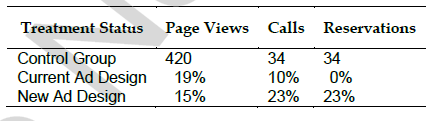 Treatment Status Page Views Calls Reservations
Control Group 420 34 34
Current Ad Design 19% 10% 0%
New Ad Design 15% 23% 23%